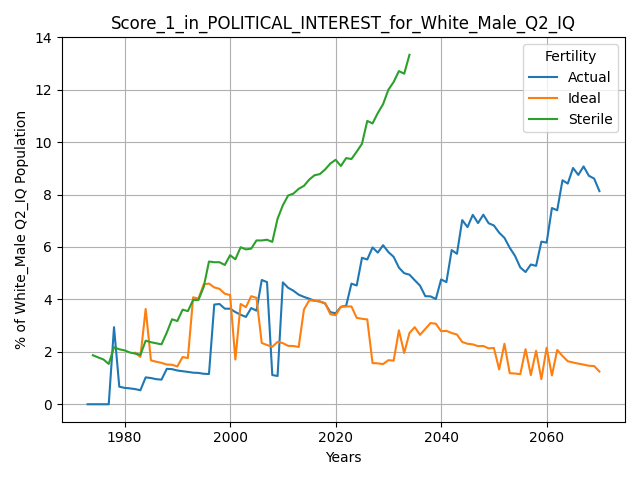 Score_1_in_POLITICAL_INTEREST_for_White_Male_Q2_IQ
% of White_Male Q2_IQ Population
14
12
10
8
6
4
2
0
Fertility
Actual
Ideal
Sterile
1980
2000
2020
2040
2060
Years